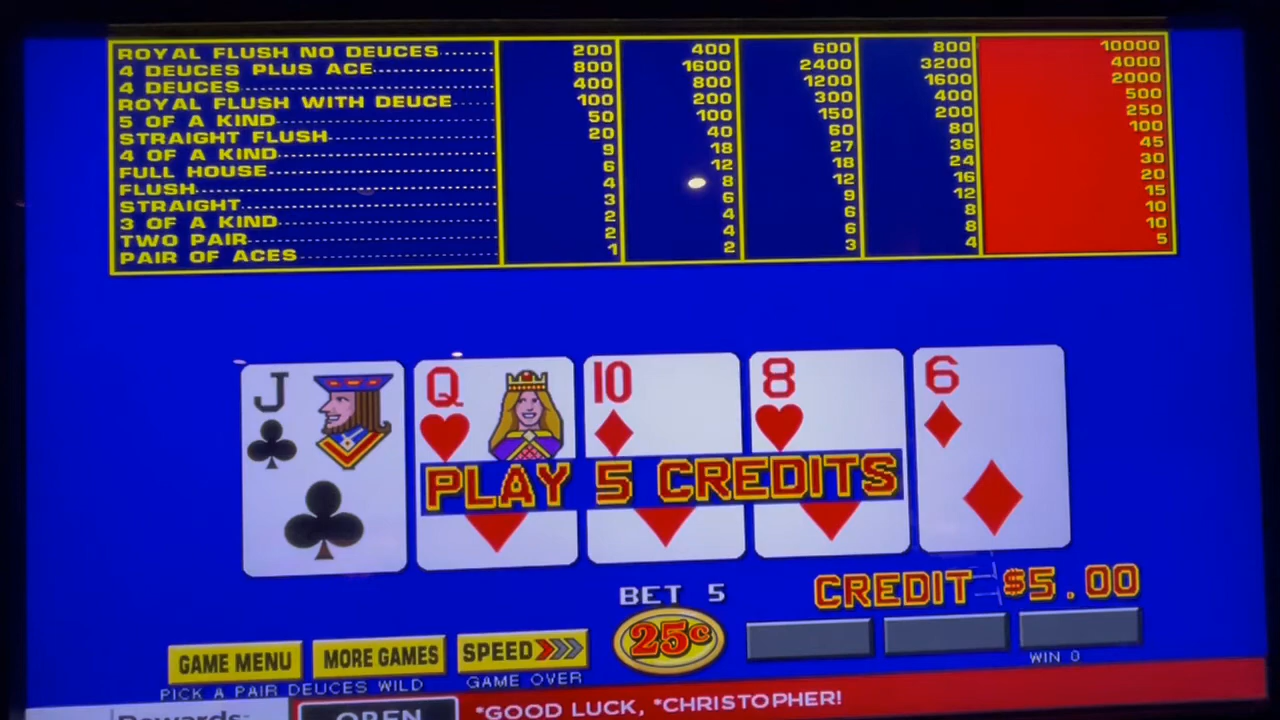 ROYAL FLUSH NO DEUCES 200 400 600 800 10000
4 DEUCES PLUS ACE 800 1600 2400 3200 4000
4 DEUCES 400 800 1200 1600 2000
ROYAL FLUSH WITH DEUCE 100 200 300 400 500
5 OF A KIND 50 100 150 200 250
STRAIGHT FLUSH 20 40 60 80 100
4 OF A KIND 9 18 27 36 45
FULL HOUSE 6 12 18 24 30
FLUSH 4 8 12 16 20
STRAIGHT 3 6 9 12 15
3 OF A KIND 2 4 6 8 10
TWO PAIR 2 4 6 8 10
PAIR OF ACES 1 2 3 4 5
J Q 10 8 6
PLAY 5 CREDITS
BET 5 CREDIT $5.00
GAME MENU MORE GAMES SPEED 25¢
WIN 0
PICK A PAIR DEUCES WILD GAME OVER
Rewards: OPEN *GOOD LUCK, *CHRISTOPHER!